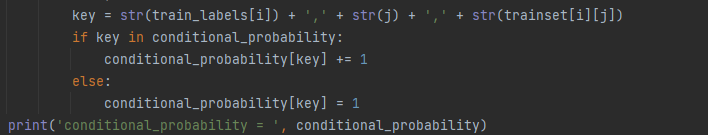 key = str(train_labels[i]) + ',' + str(j) + ',' + str(trainset[i][j])
if key in conditional_probability:
conditional_probability[key] += 1
else:
conditional_probability[key] = 1
print('conditional_probability = ', conditional_probability)